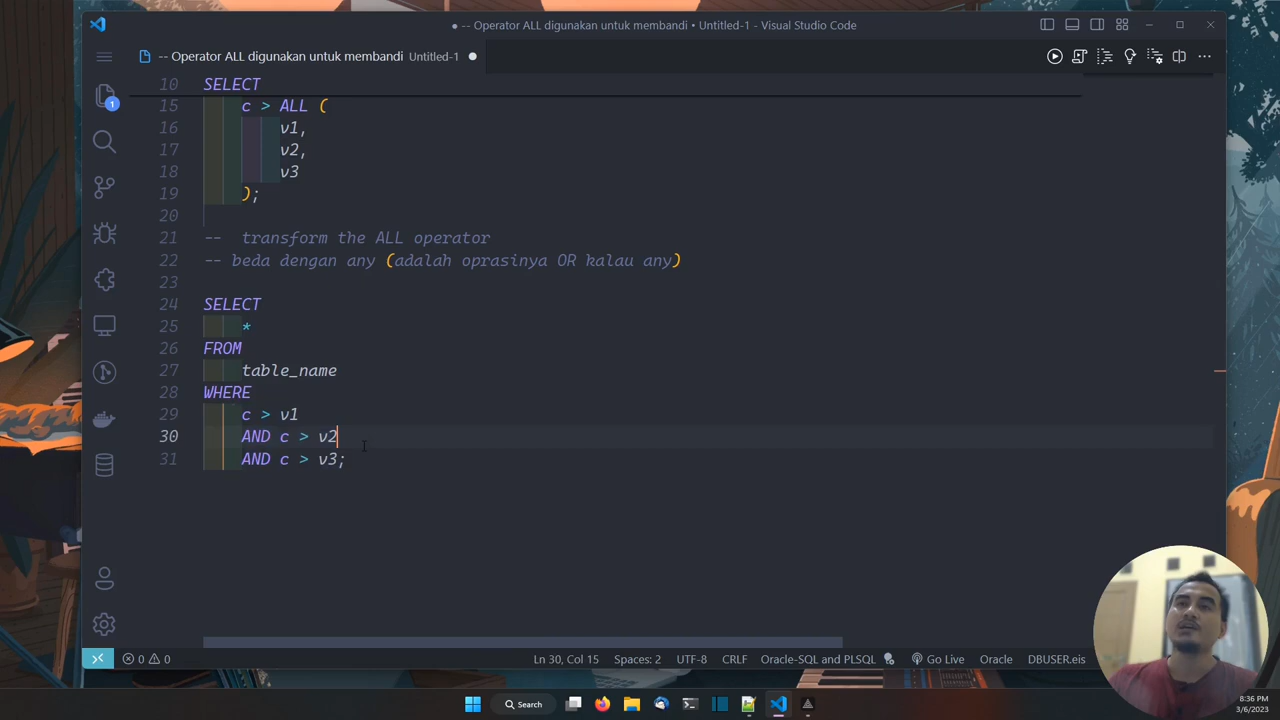 -- Operator ALL digunakan untuk membandi • Untitled-1 - Visual Studio Code
-- Operator ALL digunakan untuk membandi Untitled-1
10 SELECT
15 c > ALL (
16 v1,
17 v2,
18 v3
19 );
20
21 -- transform the ALL operator
22 -- beda dengan any (adalah oprasinya OR kalau any)
23
24 SELECT
25 *
26 FROM
27 table_name
28 WHERE
29 c > v1
30 AND c > v2
31 AND c > v3;
1
0 0
Ln 30, Col 15 Spaces: 2 UTF-8 CRLF Oracle-SQL and PLSQL Go Live Oracle DBUSER.eis
Search
8:36 PM
3/6/2023